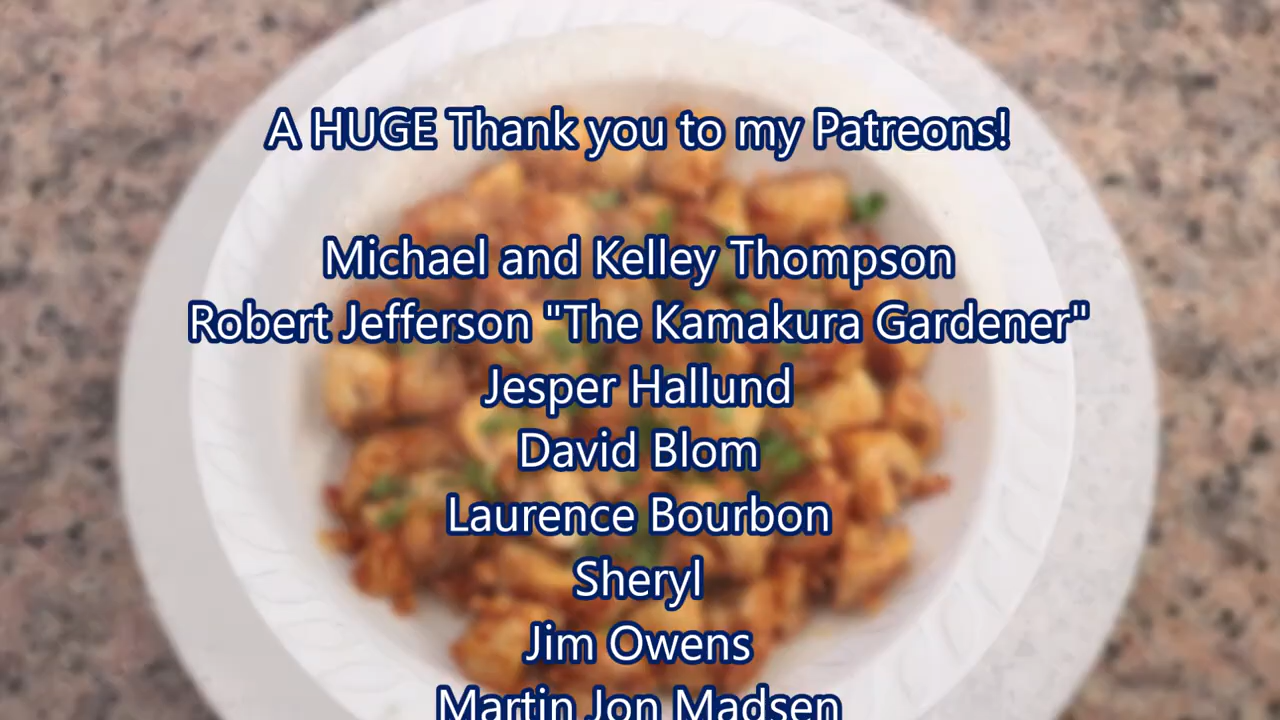 A HUGE Thank you to my Patreons!
Michael and Kelley Thompson
Robert Jefferson "The Kamakura Gardener"
Jesper Hallund
David Blom
Laurence Bourbon
Sheryl
Jim Owens
Martin Jon Madsen